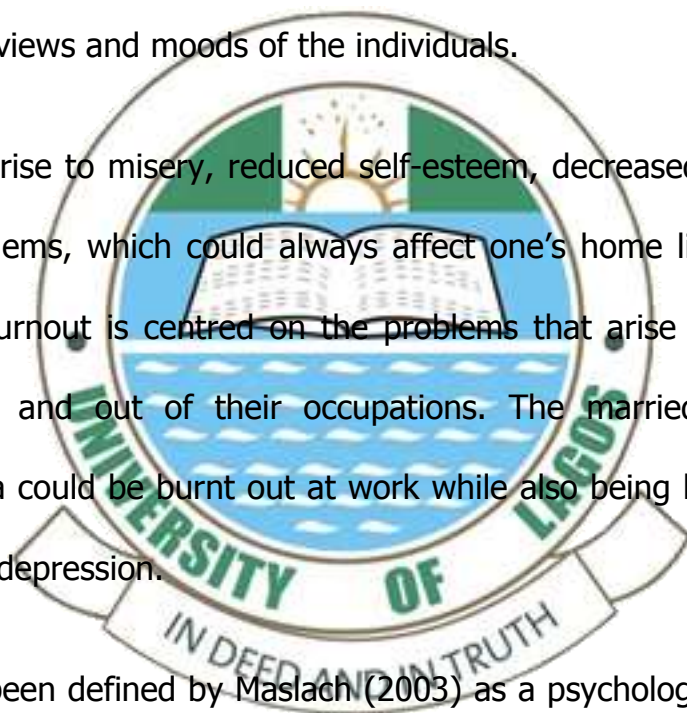 views and moods of the individuals.
rise to misery, reduced self-esteem, decreased
ems, which could always affect one's home l
urnout is centred on the problems that arise
and out of their occupations. The married
a could be burnt out at work while also being
depression.
been defined by Maslach (2003) as a psycholog
UNIVERSITY OF LAGOS
IN DEED AND IN TRUTH